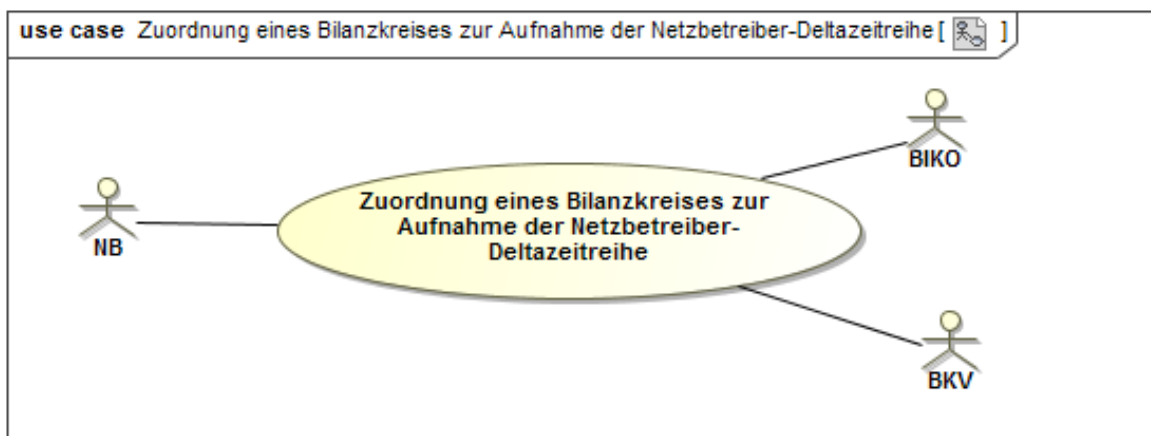 use case Zuordnung eines Bilanzkreises zur Aufnahme der Netzbetreiber-Deltazeitreihe [ ]
BIKO
Zuordnung eines Bilanzkreises zur
Aufnahme der Netzbetreiber-
Deltazeitreihe
NB
BKV